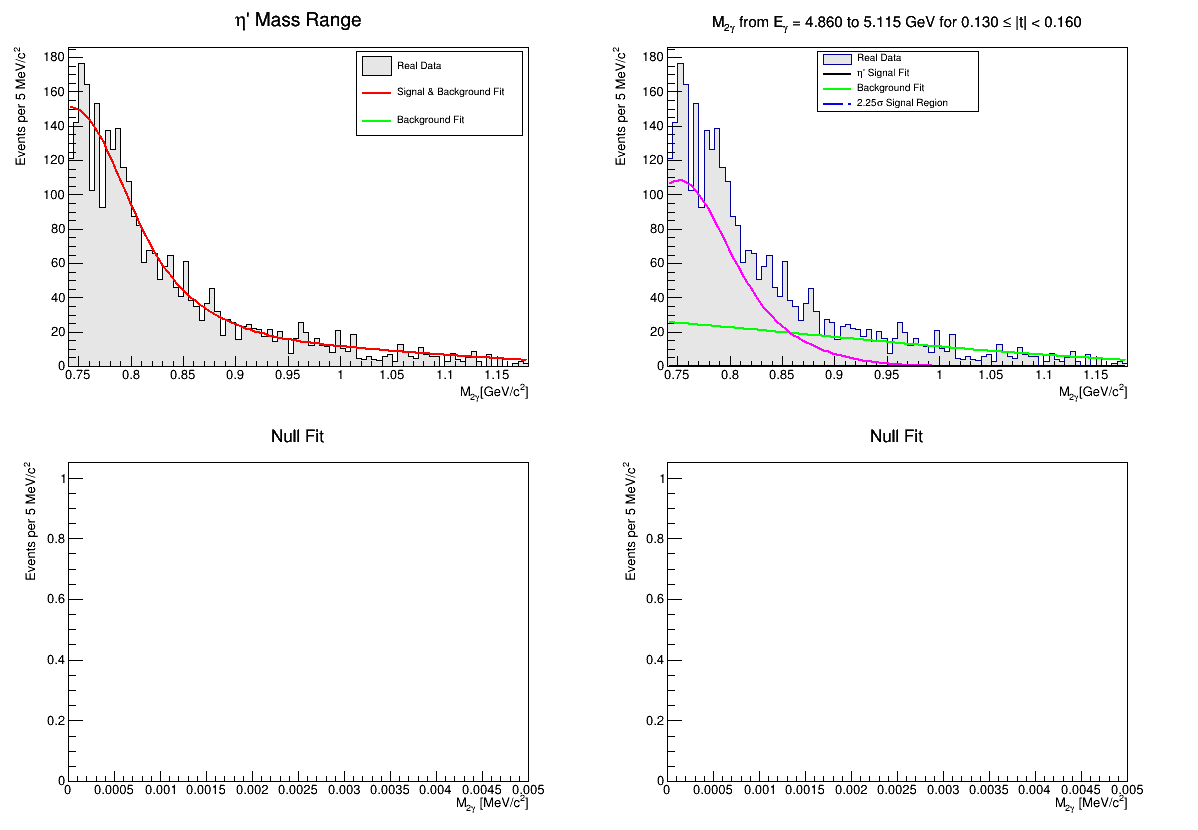 η' Mass Range
Events per 5 MeV/c²
180
160
140
120
100
80
60
40
20
0
Real Data
Signal & Background Fit
Background Fit
0.75 0.8 0.85 0.9 0.95 1 1.05 1.1 1.15
M₂γ[GeV/c²]
M₂γ from Eγ = 4.860 to 5.115 GeV for 0.130 ≤ |t| < 0.160
Events per 5 MeV/c²
180
160
140
120
100
80
60
40
20
0
Real Data
η' Signal Fit
Background Fit
2.25σ Signal Region
0.75 0.8 0.85 0.9 0.95 1 1.05 1.1 1.15
M₂γ[GeV/c²]
Null Fit
Events per 5 MeV/c²
1
0.8
0.6
0.4
0.2
0
0 0.0005 0.001 0.0015 0.002 0.0025 0.003 0.0035 0.004 0.0045 0.005
M₂γ [MeV/c²]
Null Fit
Events per 5 MeV/c²
1
0.8
0.6
0.4
0.2
0
0 0.0005 0.001 0.0015 0.002 0.0025 0.003 0.0035 0.004 0.0045 0.005
M₂γ [MeV/c²]